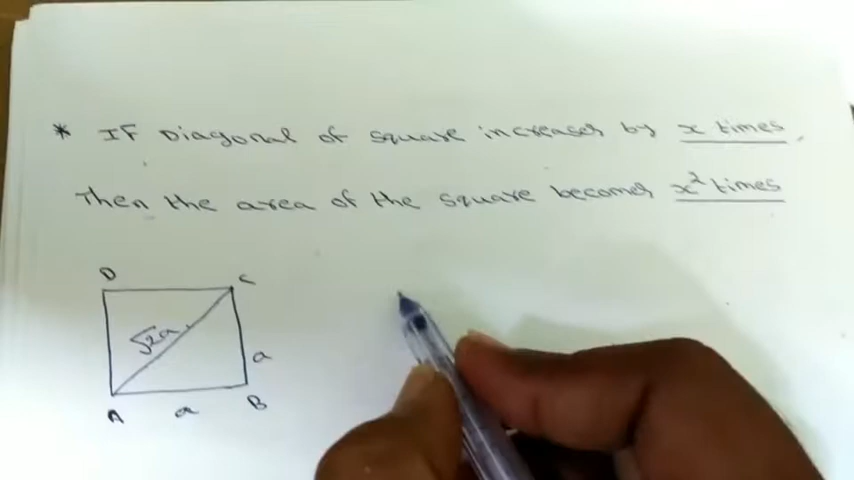 * IF Diagonal of square increases by x times.
Then the area of the square becomes x² times
D C
√2a
a
A a B